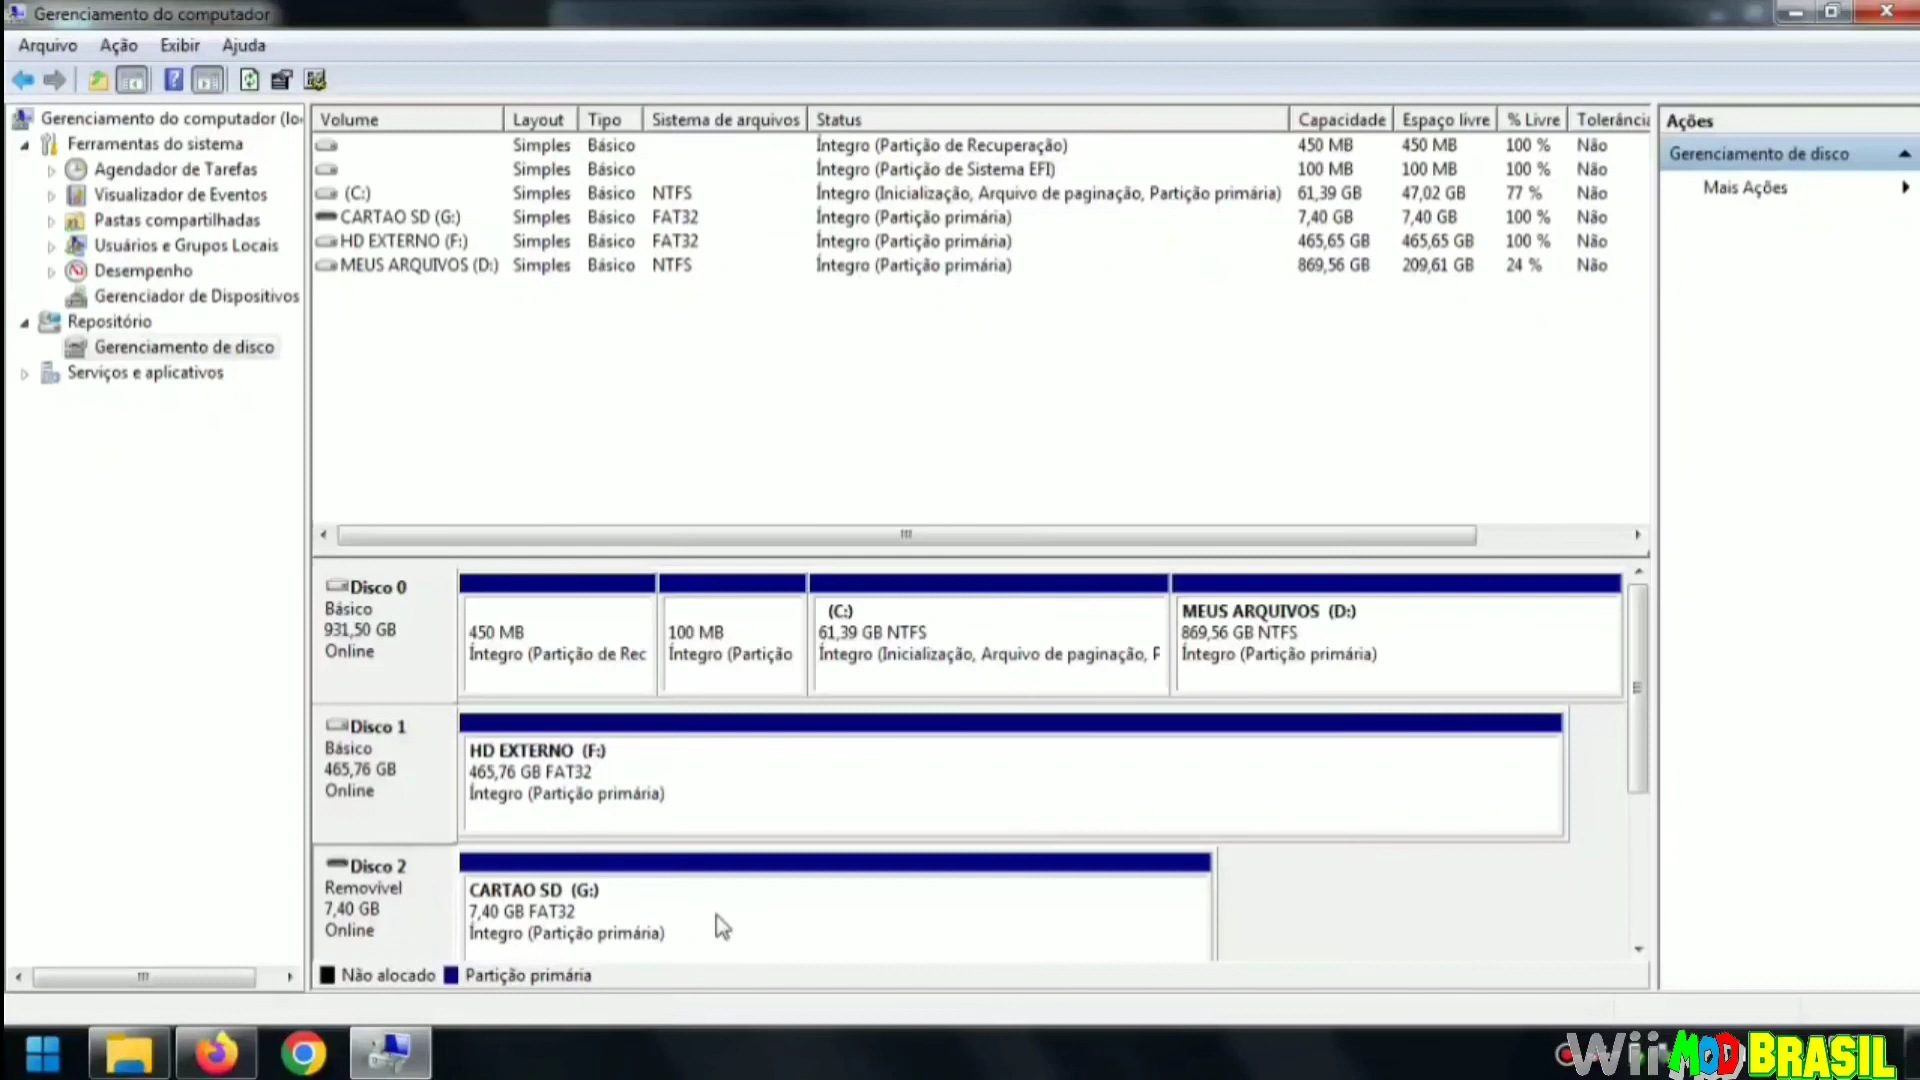 Gerenciamento do computador
Arquivo Ação Exibir Ajuda
Gerenciamento do computador (lo
Ferramentas do sistema
Agendador de Tarefas
Visualizador de Eventos
Pastas compartilhadas
Usuários e Grupos Locais
Desempenho
Gerenciador de Dispositivos
Repositório
Gerenciamento de disco
Serviços e aplicativos
Volume Layout Tipo Sistema de arquivos Status Capacidade Espaço livre % Livre Tolerância
Simples Básico Íntegro (Partição de Recuperação) 450 MB 450 MB 100 % Não
Simples Básico Íntegro (Partição de Sistema EFI) 100 MB 100 MB 100 % Não
(C:) Simples Básico NTFS Íntegro (Inicialização, Arquivo de paginação, Partição primária) 61,39 GB 47,02 GB 77 % Não
CARTAO SD (G:) Simples Básico FAT32 Íntegro (Partição primária) 7,40 GB 7,40 GB 100 % Não
HD EXTERNO (F:) Simples Básico FAT32 Íntegro (Partição primária) 465,65 GB 465,65 GB 100 % Não
MEUS ARQUIVOS (D:) Simples Básico NTFS Íntegro (Partição primária) 869,56 GB 209,61 GB 24 % Não
Ações
Gerenciamento de disco
Mais Ações
Disco 0
Básico
931,50 GB
Online
450 MB
Íntegro (Partição de Rec
100 MB
Íntegro (Partição
(C:)
61,39 GB NTFS
Íntegro (Inicialização, Arquivo de paginação, P
MEUS ARQUIVOS (D:)
869,56 GB NTFS
Íntegro (Partição primária)
Disco 1
Básico
465,76 GB
Online
HD EXTERNO (F:)
465,76 GB FAT32
Íntegro (Partição primária)
Disco 2
Removível
7,40 GB
Online
CARTAO SD (G:)
7,40 GB FAT32
Íntegro (Partição primária)
Não alocado Partição primária
Wii MOD BRASIL